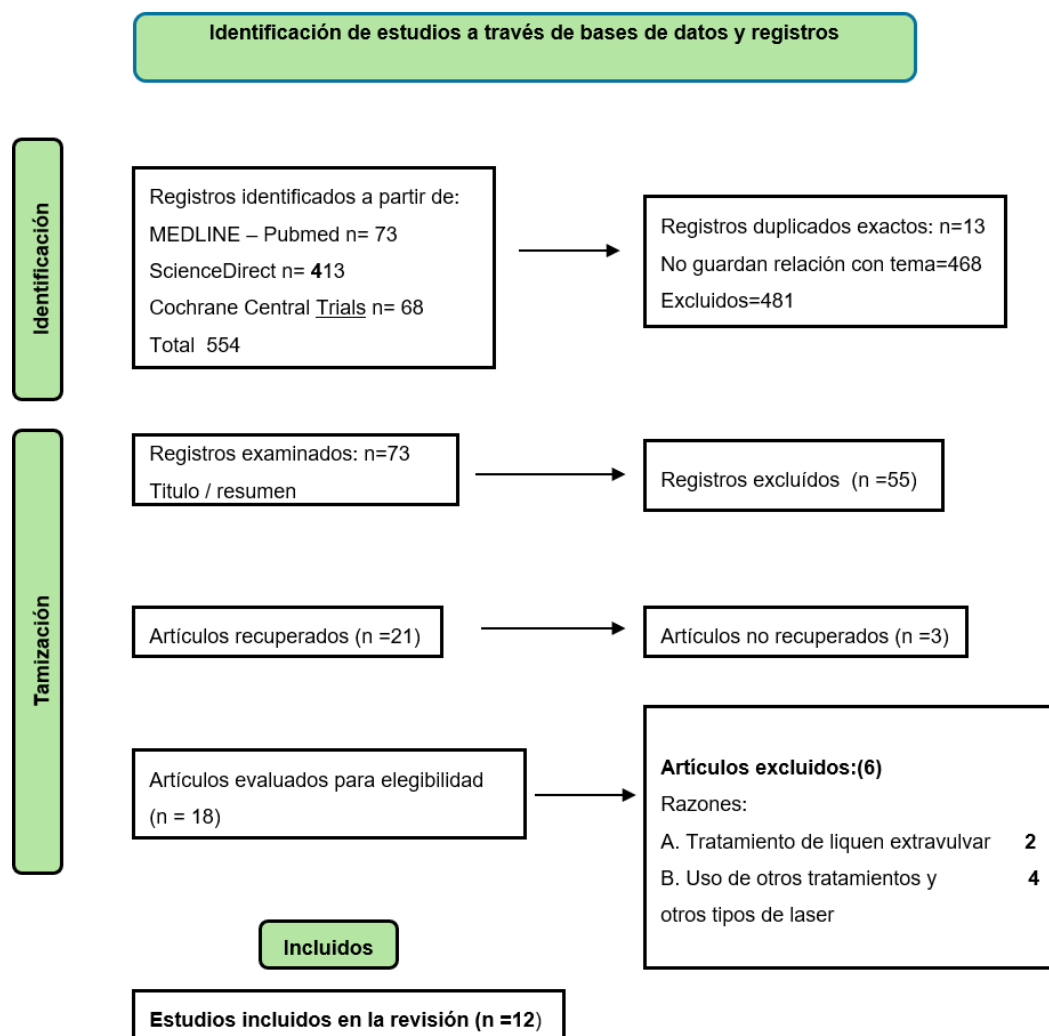 Identificación de estudios a través de bases de datos y registros
Identificación
Registros identificados a partir de:
MEDLINE – Pubmed n= 73
ScienceDirect n= 413
Cochrane Central Trials n= 68
Total 554
Registros duplicados exactos: n=13
No guardan relación con tema=468
Excluidos=481
Tamización
Registros examinados: n=73
Titulo / resumen
Registros excluídos (n =55)
Artículos recuperados (n =21)
Artículos no recuperados (n =3)
Artículos evaluados para elegibilidad
(n = 18)
Artículos excluidos:(6)
Razones:
A. Tratamiento de liquen extravulvar 2
B. Uso de otros tratamientos y 4
otros tipos de laser
Incluidos
Estudios incluidos en la revisión (n =12)